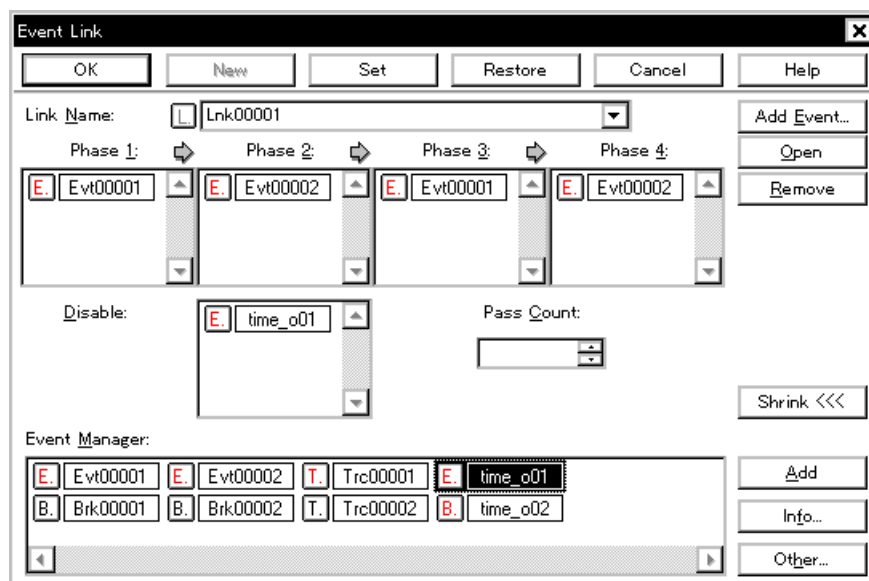 Event Link
OK New Set Restore Cancel Help
Link Name: L. Lnk00001 Add Event...
Phase 1: Phase 2: Phase 3: Phase 4: Open
E. Evt00001 E. Evt00002 E. Evt00001 E. Evt00002 Remove
Disable: E. time_o01 Pass Count:
Shrink <<<
Event Manager:
E. Evt00001 E. Evt00002 T. Trc00001 E. time_o01 Add
B. Brk00001 B. Brk00002 T. Trc00002 B. time_o02 Info...
Other...